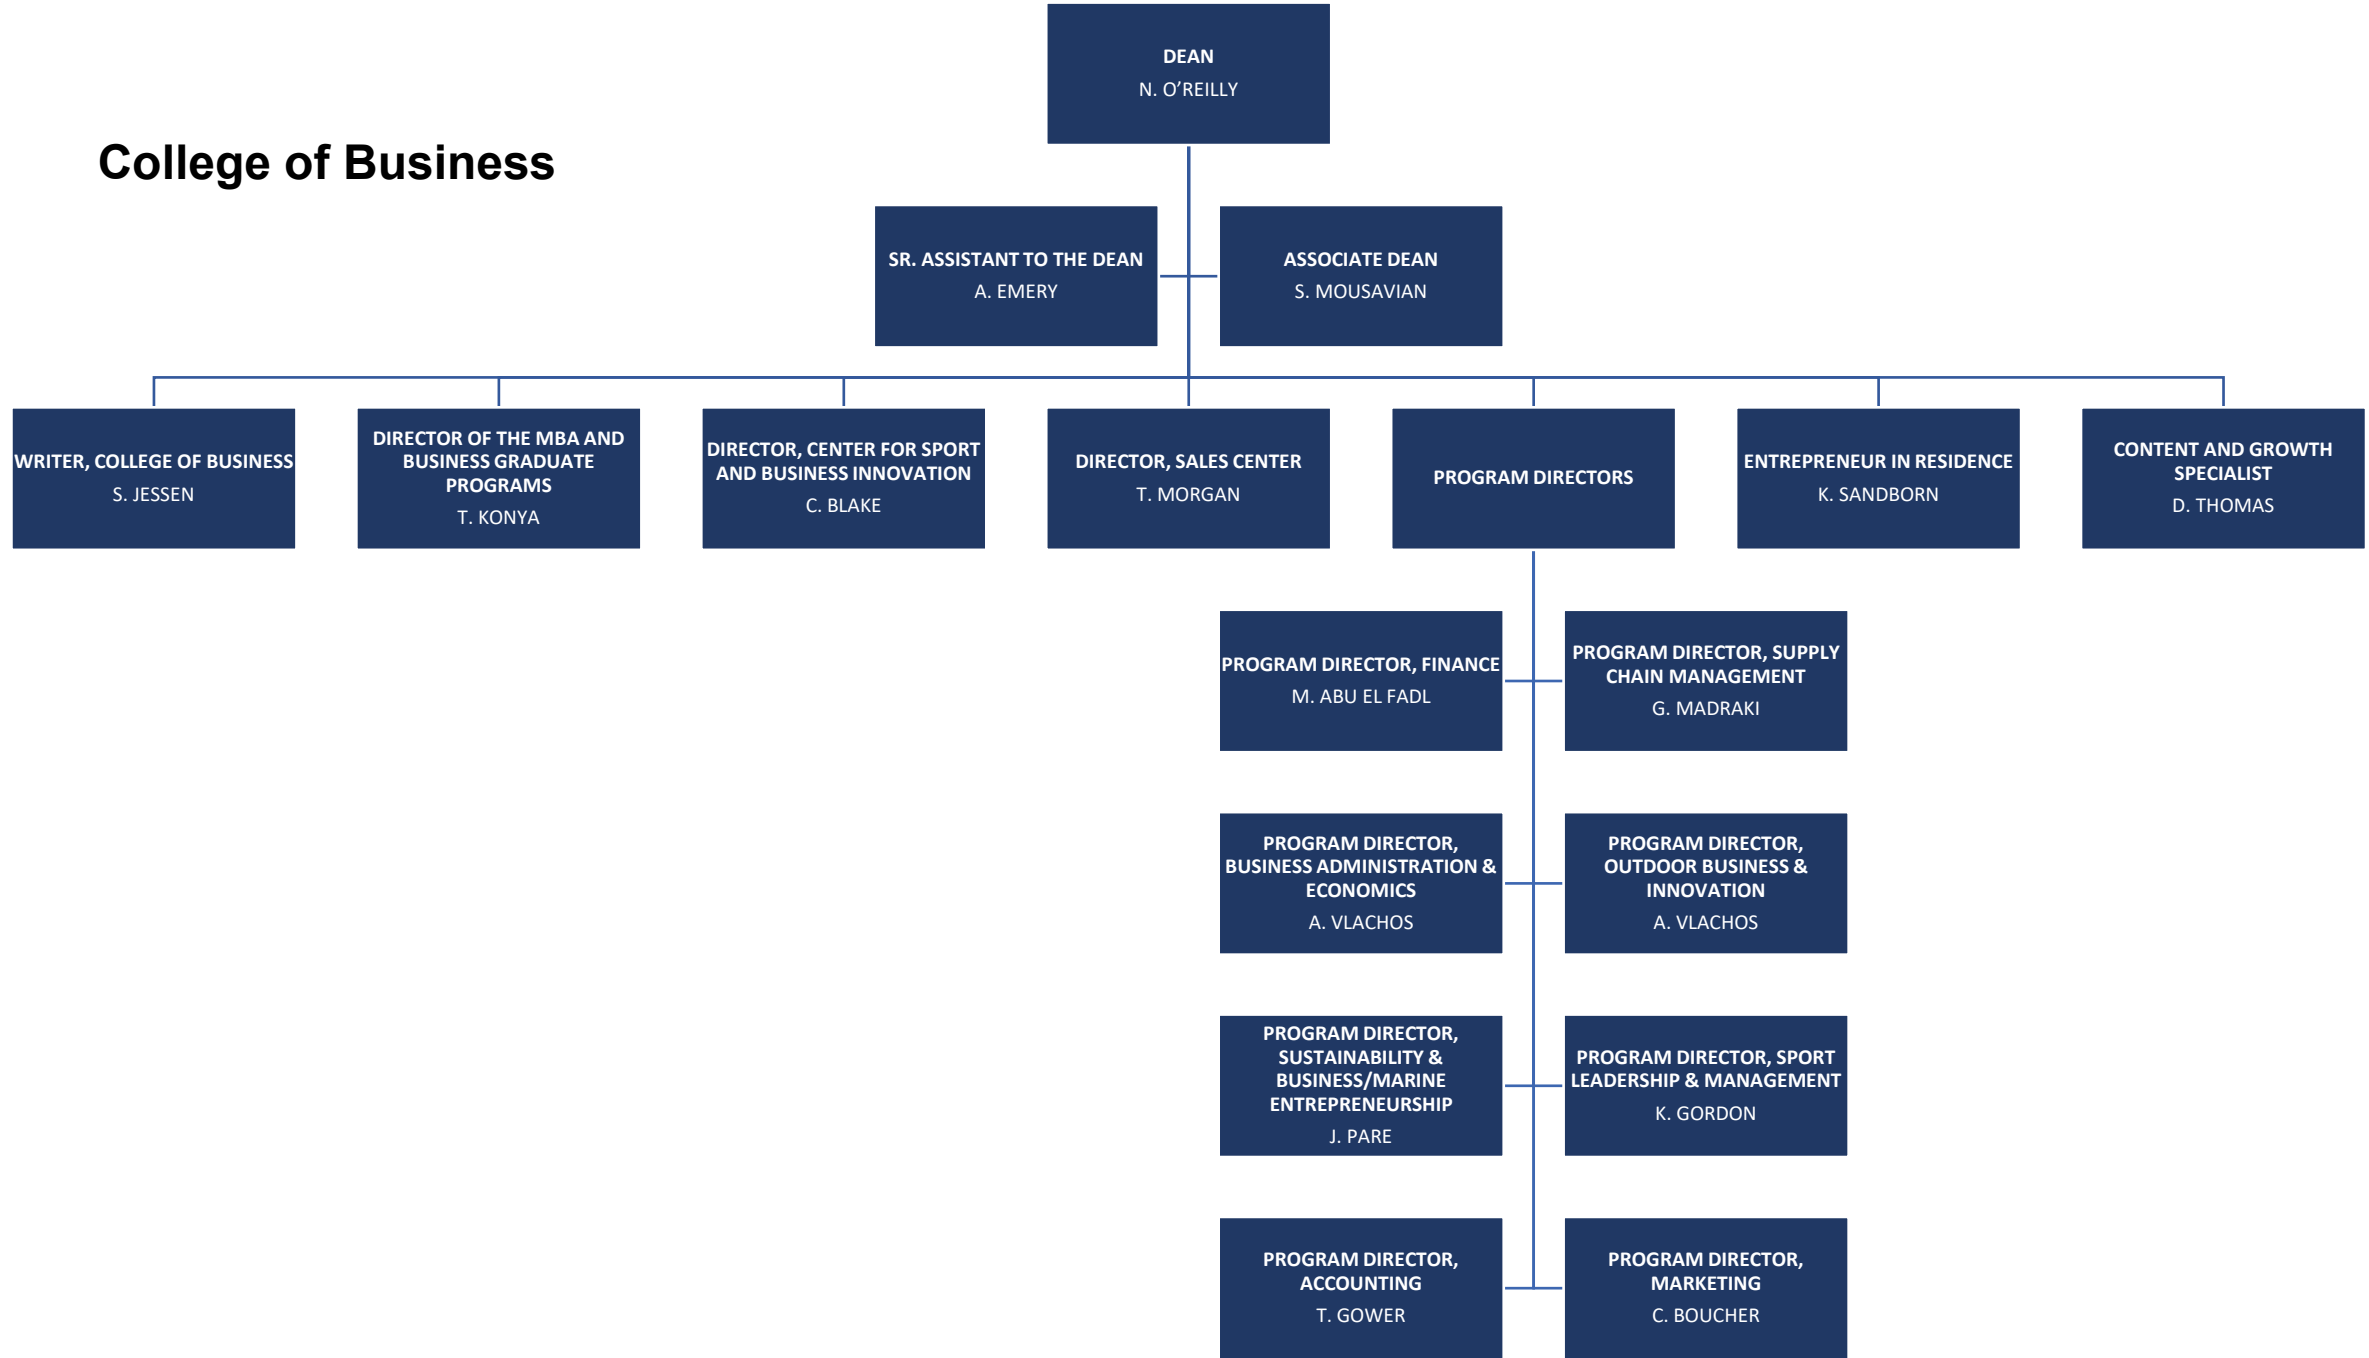 DEAN
N. O’REILLY
College of Business
SR. ASSISTANT TO THE DEAN
A. EMERY
ASSOCIATE DEAN
S. MOUSAVIAN
WRITER, COLLEGE OF BUSINESS
S. JESSEN
DIRECTOR OF THE MBA AND
BUSINESS GRADUATE
PROGRAMS
T. KONYA
DIRECTOR, CENTER FOR SPORT
AND BUSINESS INNOVATION
C. BLAKE
DIRECTOR, SALES CENTER
T. MORGAN
PROGRAM DIRECTORS
ENTREPRENEUR IN RESIDENCE
K. SANDBORN
CONTENT AND GROWTH
SPECIALIST
D. THOMAS
PROGRAM DIRECTOR, FINANCE
M. ABU EL FADL
PROGRAM DIRECTOR, SUPPLY
CHAIN MANAGEMENT
G. MADRAKI
PROGRAM DIRECTOR,
BUSINESS ADMINISTRATION &
ECONOMICS
A. VLACHOS
PROGRAM DIRECTOR,
OUTDOOR BUSINESS &
INNOVATION
A. VLACHOS
PROGRAM DIRECTOR,
SUSTAINABILITY &
BUSINESS/MARINE
ENTREPRENEURSHIP
J. PARE
PROGRAM DIRECTOR, SPORT
LEADERSHIP & MANAGEMENT
K. GORDON
PROGRAM DIRECTOR,
ACCOUNTING
T. GOWER
PROGRAM DIRECTOR,
MARKETING
C. BOUCHER